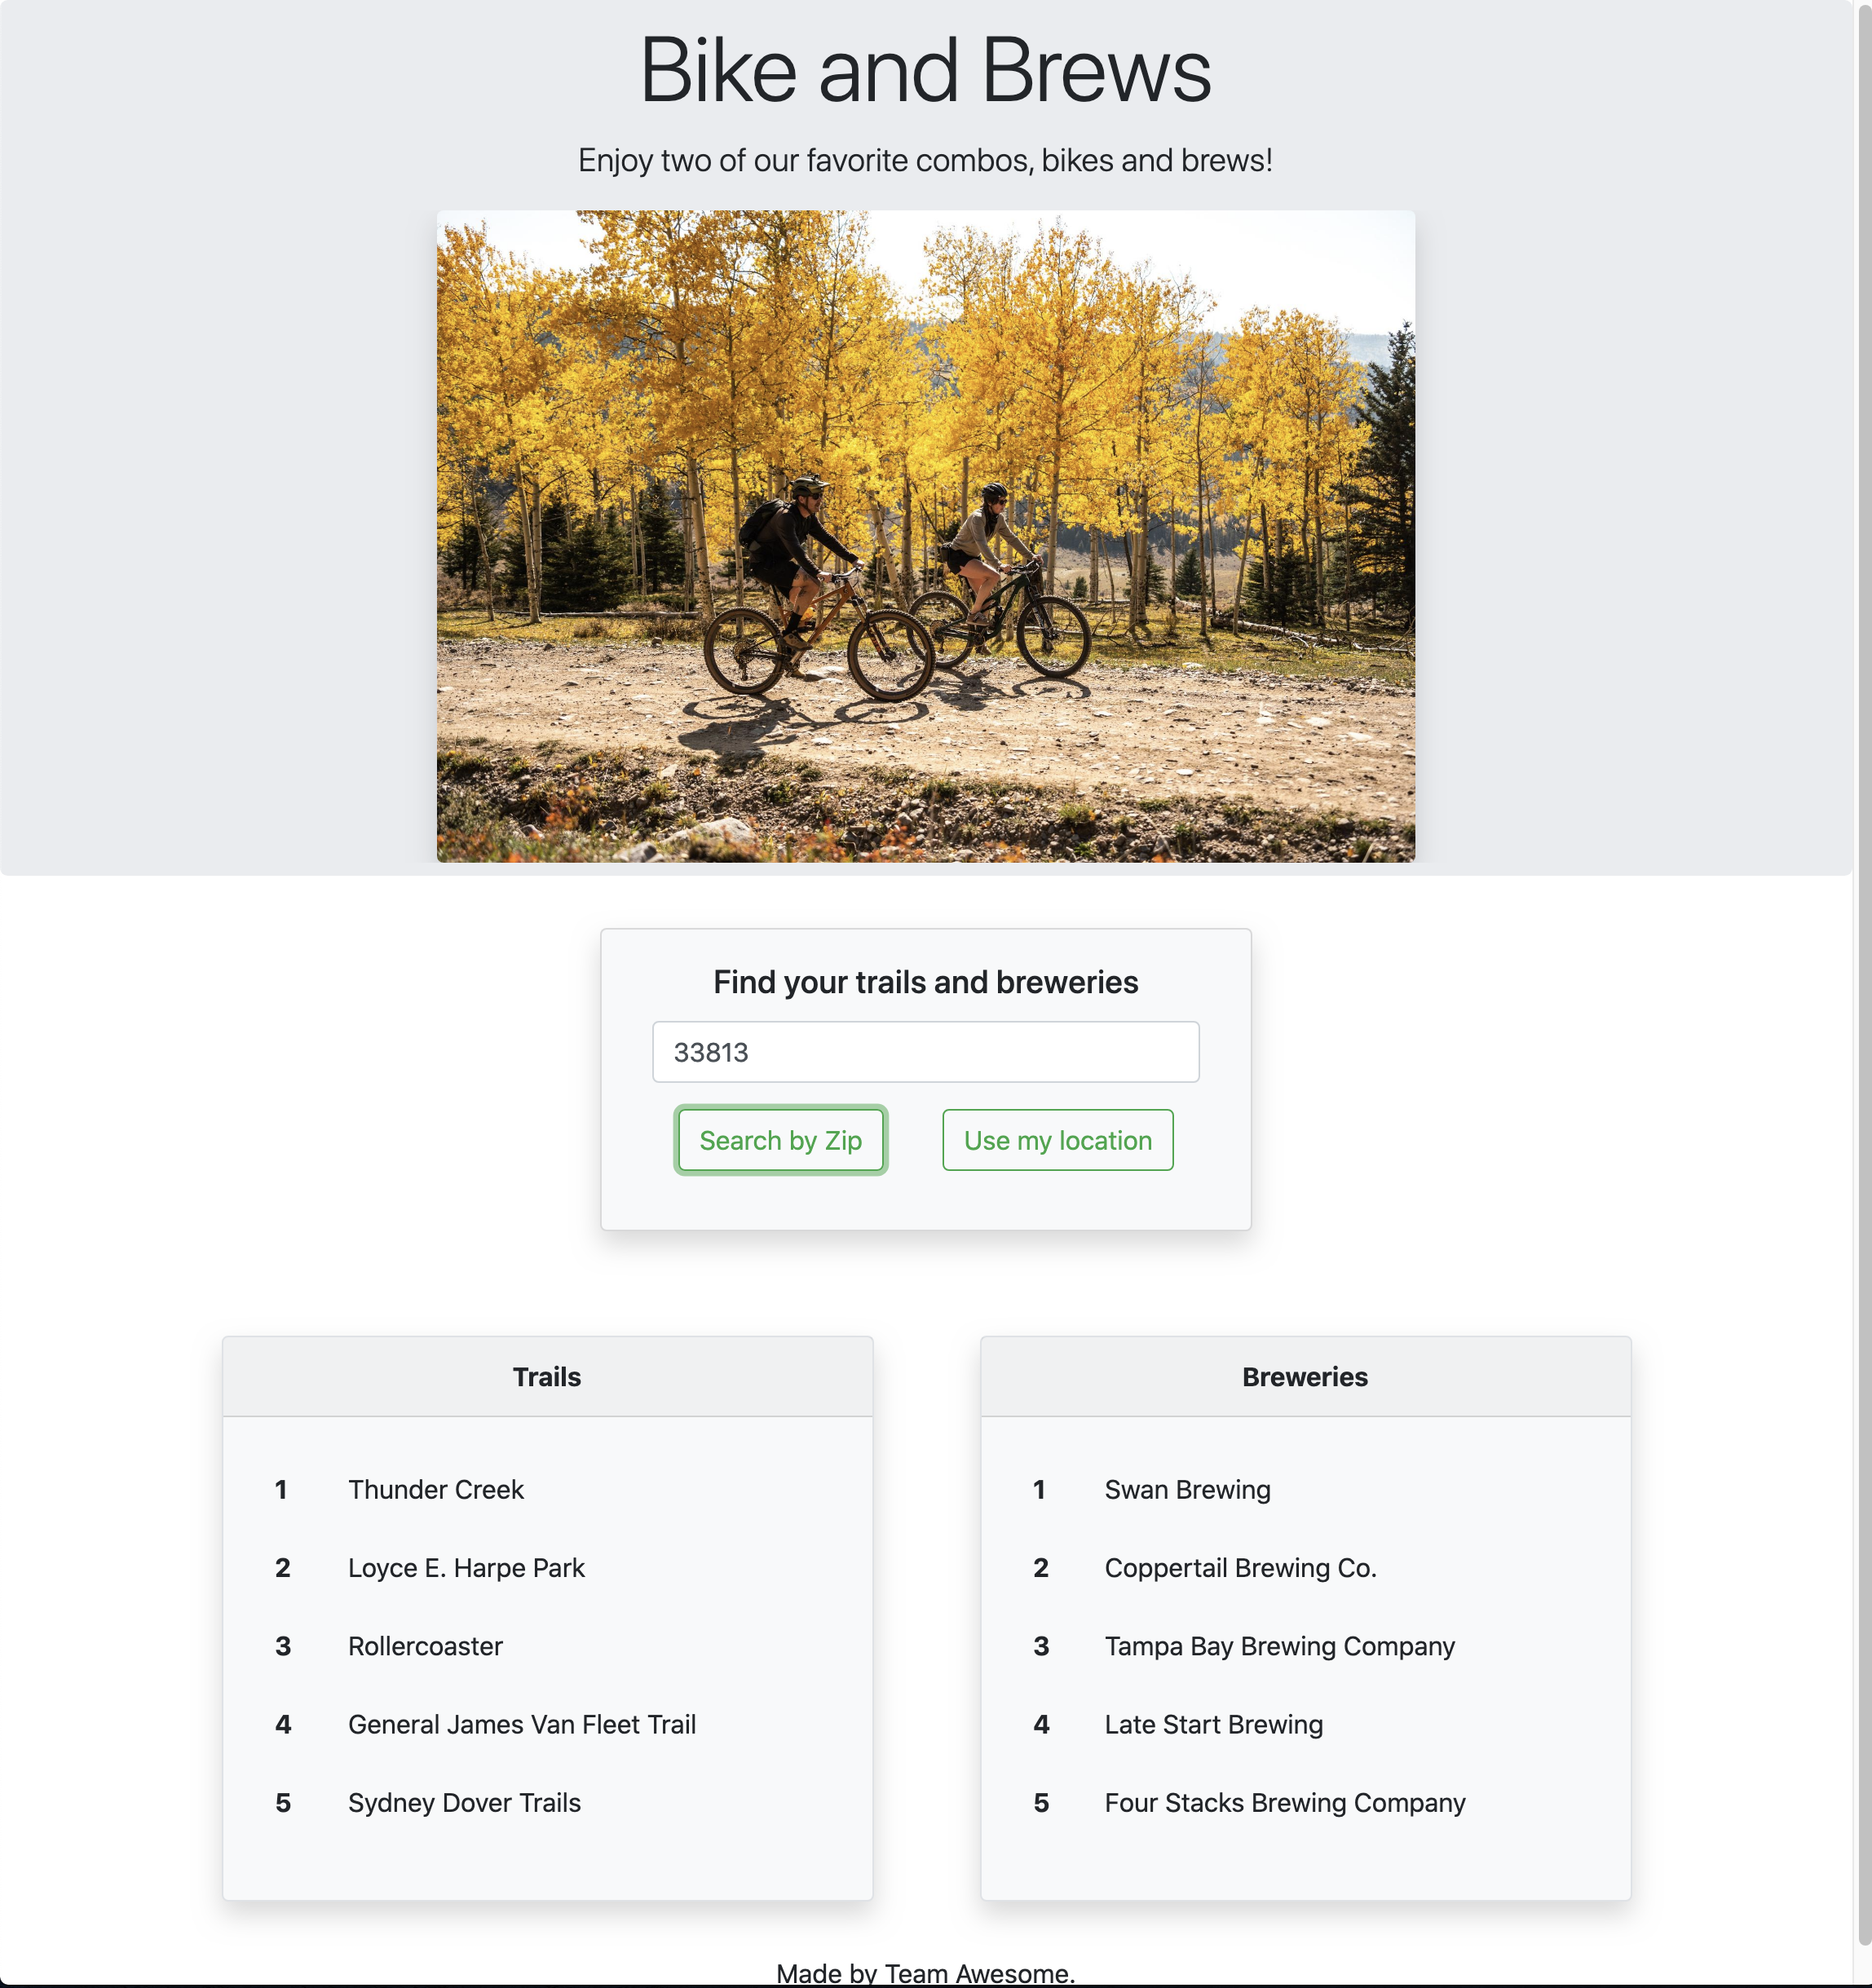 Bike and Brews
Enjoy two of our favorite combos, bikes and brews!
Find your trails and breweries
33813
Search by Zip
Use my location
Trails
1 Thunder Creek
2 Loyce E. Harpe Park
3 Rollercoaster
4 General James Van Fleet Trail
5 Sydney Dover Trails
Breweries
1 Swan Brewing
2 Coppertail Brewing Co.
3 Tampa Bay Brewing Company
4 Late Start Brewing
5 Four Stacks Brewing Company
Made by Team Awesome.